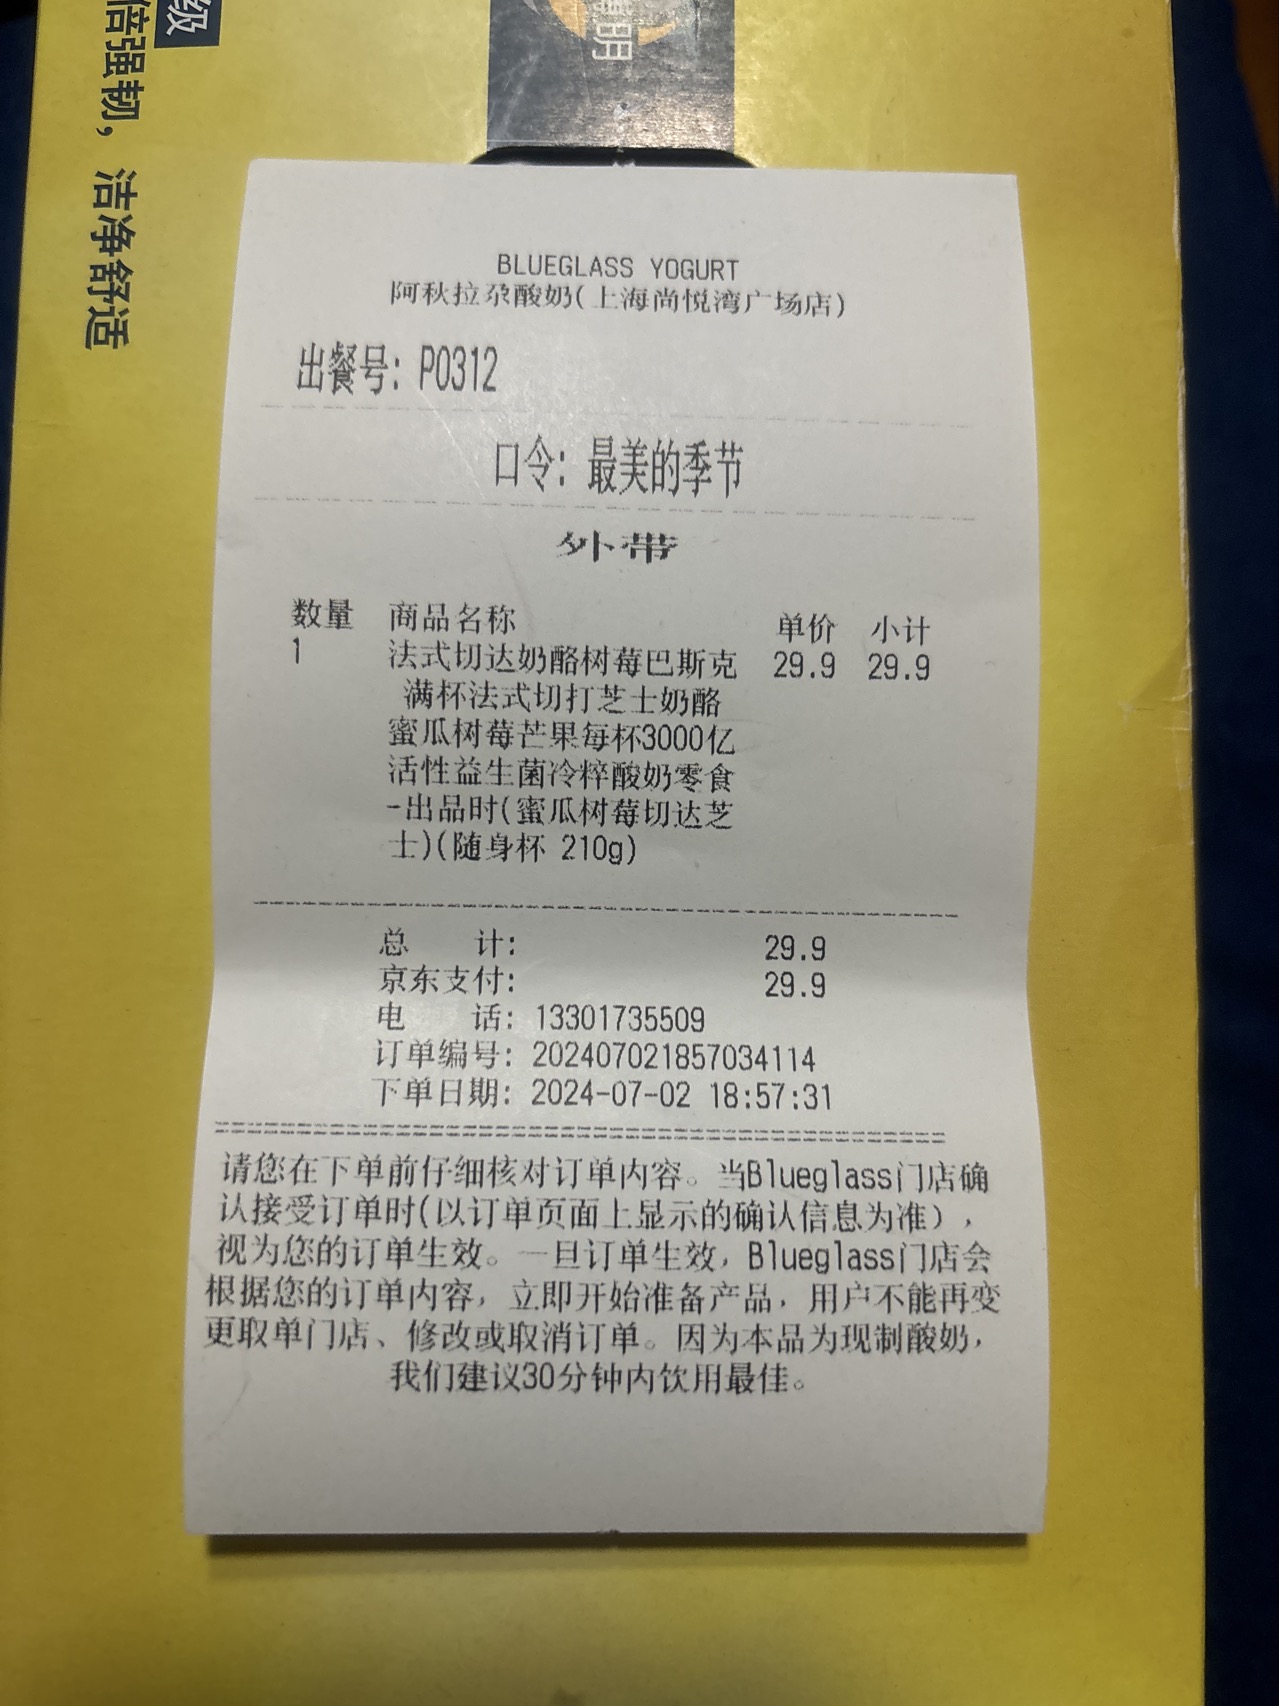 级
倍强韧，洁净舒适
明
BLUEGLASS YOGURT
阿秋拉尕酸奶(上海尚悦湾广场店)
出餐号: P0312
口令: 最美的季节
外带
数量 商品名称 单价 小计
1 法式切达奶酪树莓巴斯克 29.9 29.9
满杯法式切打芝士奶酪
蜜瓜树莓芒果每杯3000亿
活性益生菌冷粹酸奶零食
-出品时(蜜瓜树莓切达芝
士)(随身杯 210g)
总 计: 29.9
京东支付: 29.9
电 话: 13301735509
订单编号: 202407021857034114
下单日期: 2024-07-02 18:57:31
请您在下单前仔细核对订单内容。当Blueglass门店确
认接受订单时(以订单页面上显示的确认信息为准)，
视为您的订单生效。一旦订单生效，Blueglass门店会
根据您的订单内容，立即开始准备产品，用户不能再变
更取单门店、修改或取消订单。因为本品为现制酸奶，
我们建议30分钟内饮用最佳。